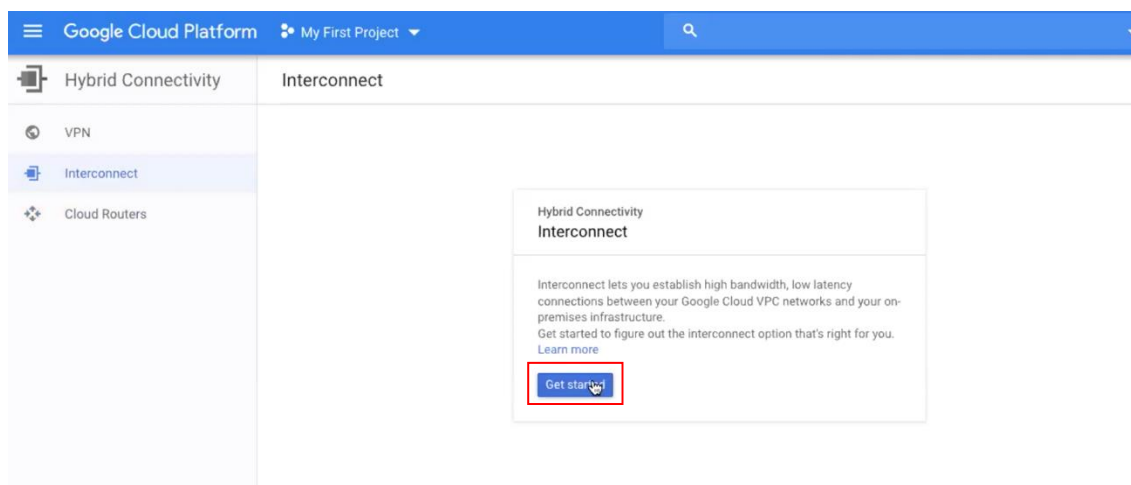 Google Cloud Platform
My First Project
Hybrid Connectivity
Interconnect
VPN
Interconnect
Cloud Routers
Hybrid Connectivity
Interconnect
Interconnect lets you establish high bandwidth, low latency
connections between your Google Cloud VPC networks and your on-
premises infrastructure.
Get started to figure out the interconnect option that's right for you.
Learn more
Get started